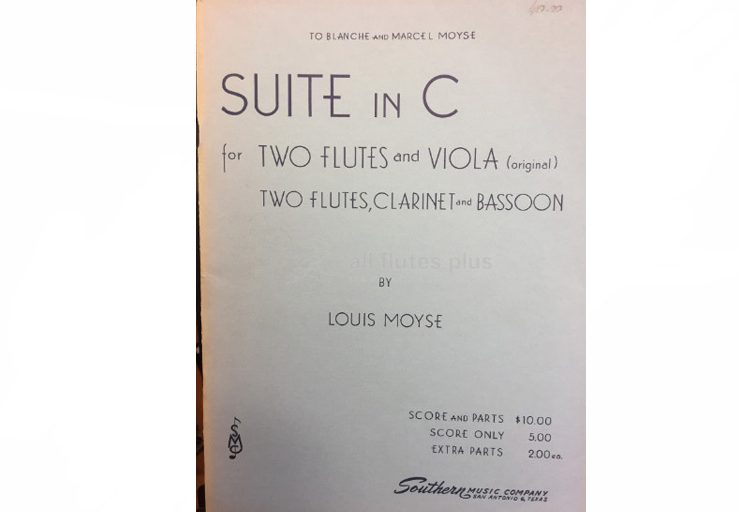 TO BLANCHE AND MARCEL MOYSE
SUITE IN C
for TWO FLUTES and VIOLA (original)
TWO FLUTES, CLARINET and BASSOON
all flutes plus
BY
LOUIS MOYSE
SCORE AND PARTS $10.00
SCORE ONLY 5.00
EXTRA PARTS 2.00 ea.
Southern MUSIC COMPANY
SAN ANTONIO 6, TEXAS